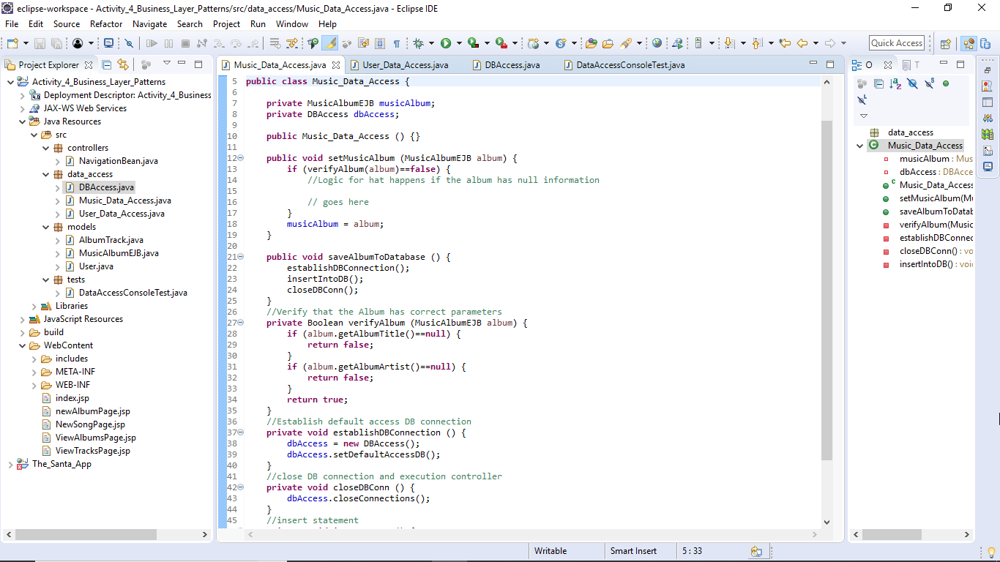 eclipse-workspace - Activity_4_Business_Layer_Patterns/src/data_access/Music_Data_Access.java - Eclipse IDE
File Edit Source Refactor Navigate Search Project Run Window Help
Quick Access
Project Explorer
Activity_4_Business_Layer_Patterns
Deployment Descriptor: Activity_4_Business
JAX-WS Web Services
Java Resources
src
controllers
NavigationBean.java
data_access
DBAccess.java
Music_Data_Access.java
User_Data_Access.java
models
AlbumTrack.java
MusicAlbumEJB.java
User.java
tests
DataAccessConsoleTest.java
Libraries
JavaScript Resources
build
WebContent
includes
META-INF
WEB-INF
index.jsp
newAlbumPage.jsp
NewSongPage.jsp
ViewAlbumsPage.jsp
ViewTracksPage.jsp
The_Santa_App
Music_Data_Access.java User_Data_Access.java DBAccess.java DataAccessConsoleTest.java
5 public class Music_Data_Access {
6
7 private MusicAlbumEJB musicAlbum;
8 private DBAccess dbAccess;
9
10 public Music_Data_Access () {}
11
12 public void setMusicAlbum (MusicAlbumEJB album) {
13 if (verifyAlbum(album)==false) {
14 //Logic for hat happens if the album has null information
15
16 // goes here
17 }
18 musicAlbum = album;
19 }
20
21 public void saveAlbumToDatabase () {
22 establishDBConnection();
23 insertIntoDB();
24 closeDBConn();
25 }
26 //Verify that the Album has correct parameters
27 private Boolean verifyAlbum (MusicAlbumEJB album) {
28 if (album.getAlbumTitle()==null) {
29 return false;
30 }
31 if (album.getAlbumArtist()==null) {
32 return false;
33 }
34 return true;
35 }
36 //Establish default access DB connection
37 private void establishDBConnection () {
38 dbAccess = new DBAccess();
39 dbAccess.setDefaultAccessDB();
40 }
41 //close DB connection and execution controller
42 private void closeDBConn () {
43 dbAccess.closeConnections();
44 }
45 //insert statement
O T
data_access
Music_Data_Access
musicAlbum : Mus
dbAccess : DBAcce
Music_Data_Access
setMusicAlbum(Mu
saveAlbumToDatab
verifyAlbum(Music
establishDBConnec
closeDBConn() : vo
insertIntoDB() : voi
Writable Smart Insert 5 : 33